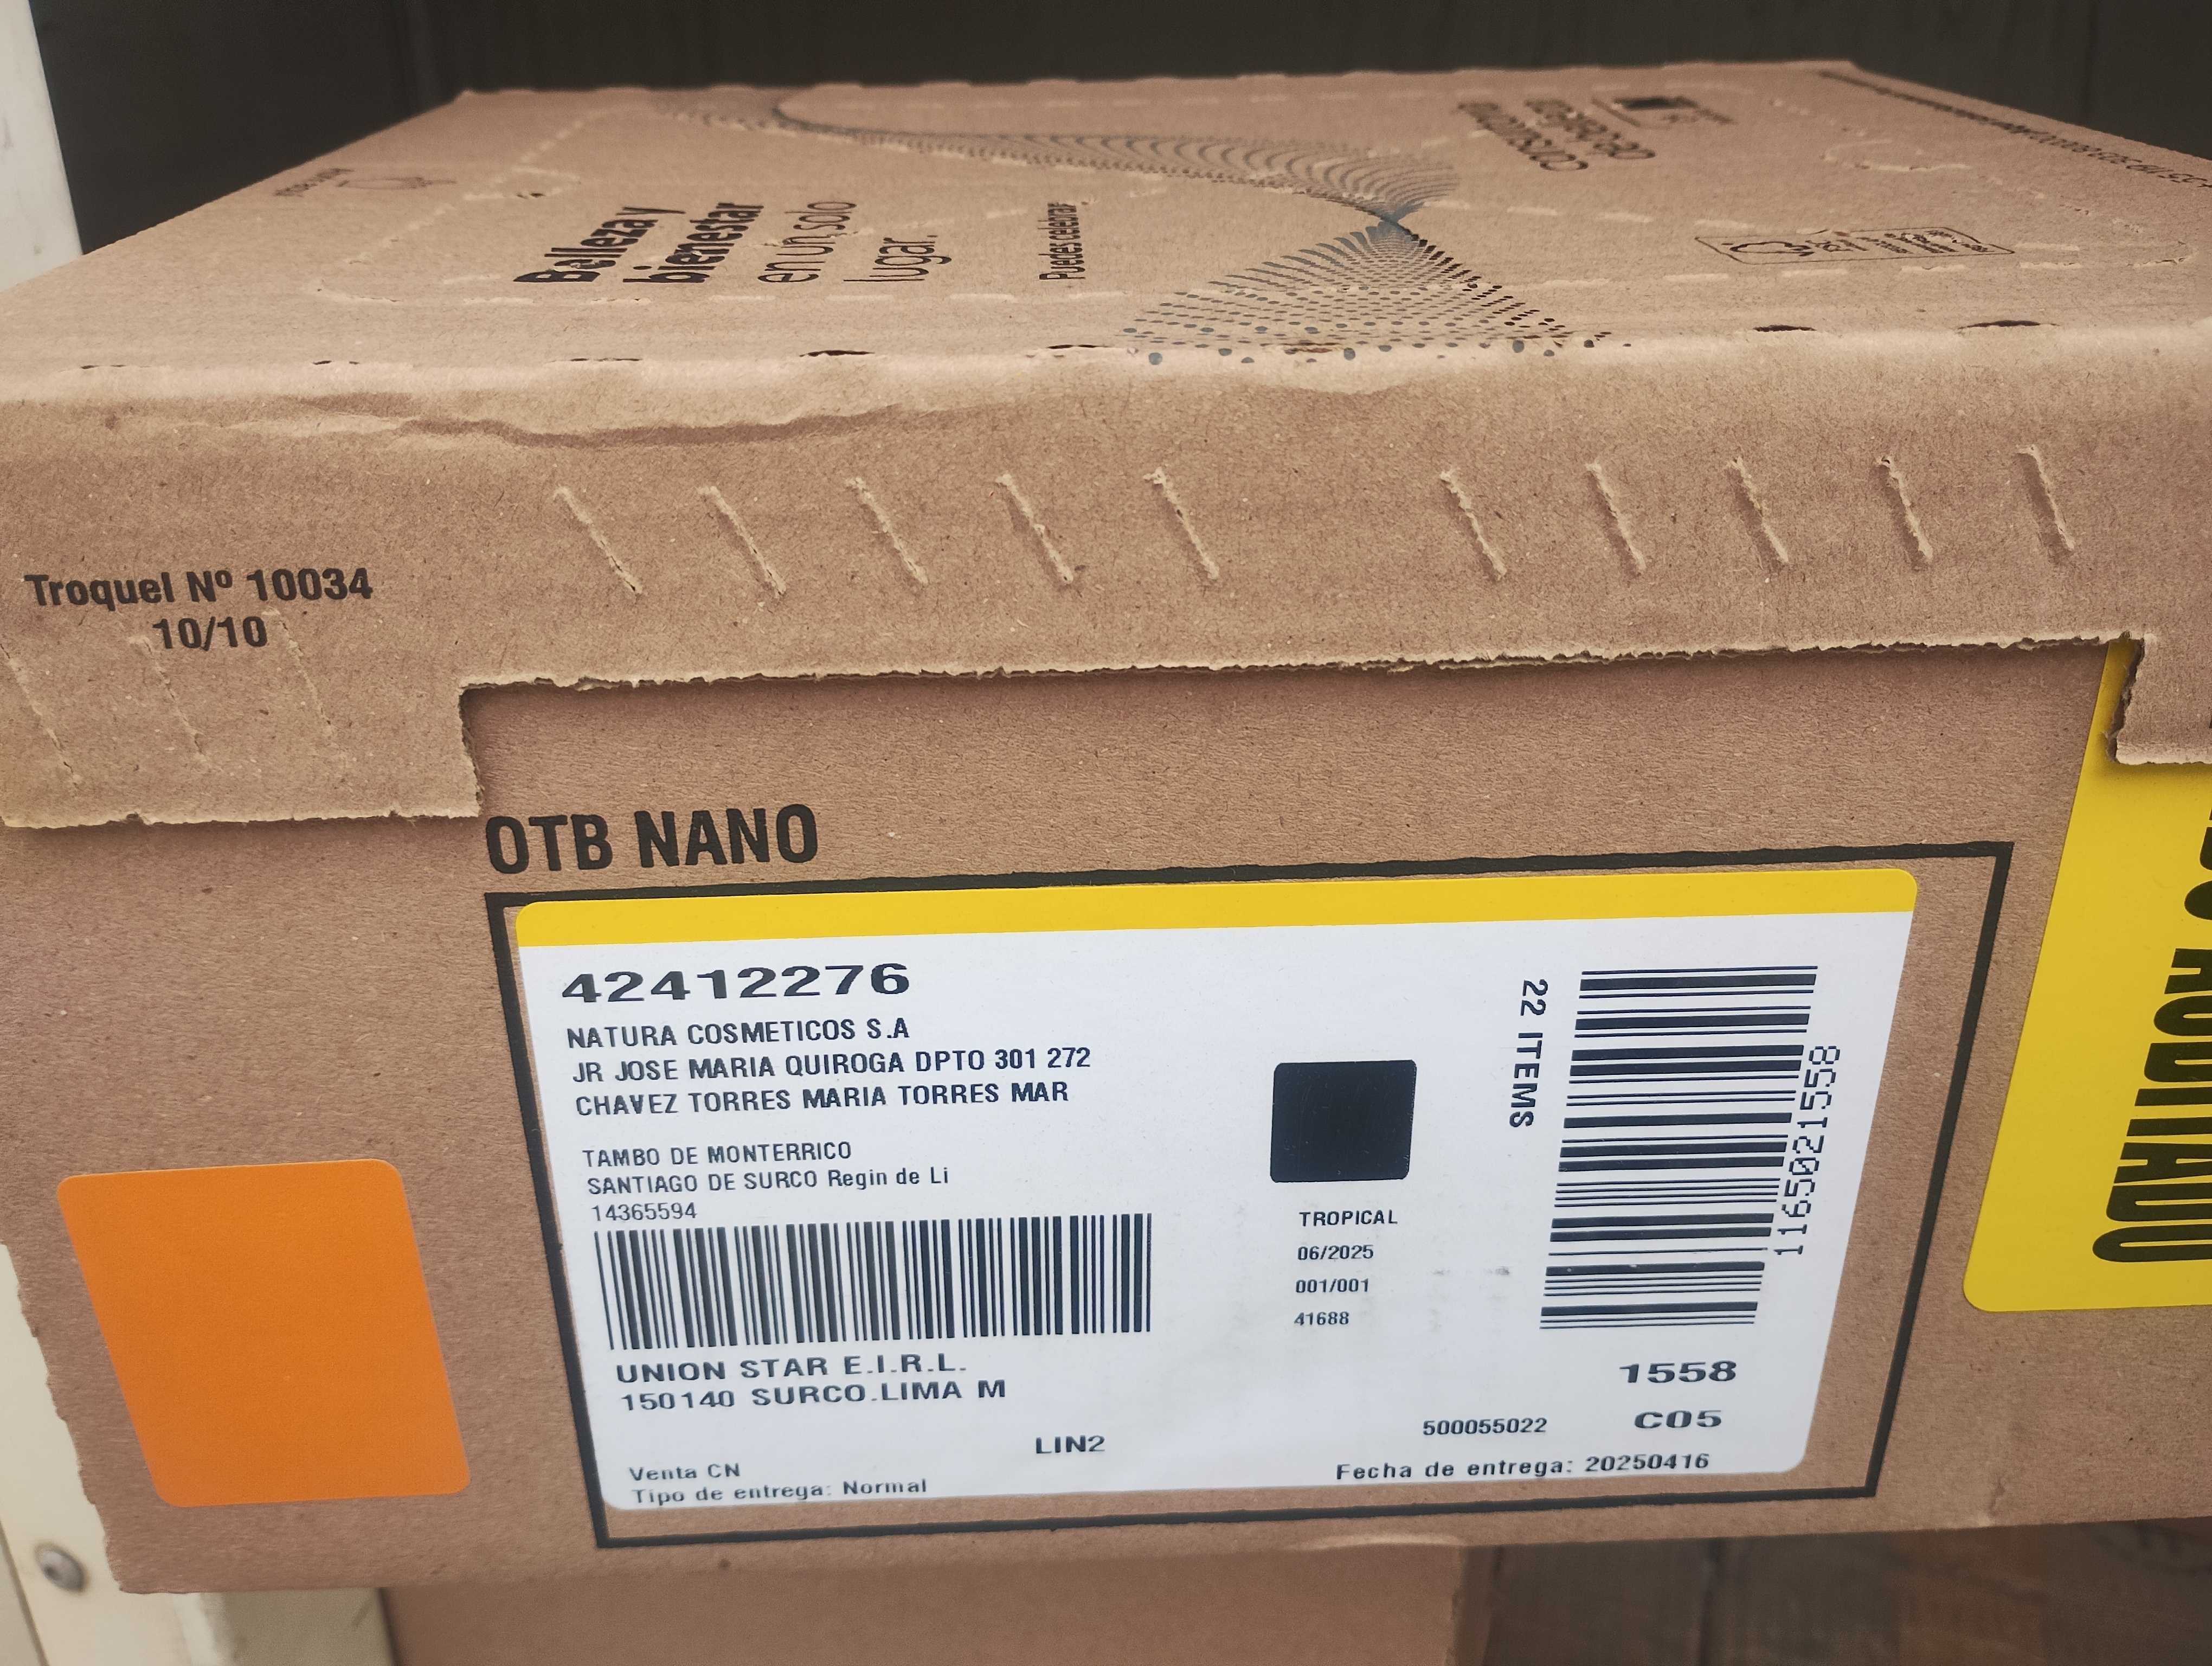 Belleza y
bienestar
en un solo
lugar.
Puedes celebrar
Troquel Nº 10034
10/10
OTB NANO
42412276
NATURA COSMETICOS S.A
JR JOSE MARIA QUIROGA DPTO 301 272
CHAVEZ TORRES MARIA TORRES MAR
TAMBO DE MONTERRICO
SANTIAGO DE SURCO Regin de Li
14365594
UNION STAR E.I.R.L.
150140 SURCO.LIMA M
LIN2
Venta CN
Tipo de entrega: Normal
TROPICAL
06/2025
001/001
41688
22 ITEMS
1165021558
1558
C05
500055022
Fecha de entrega: 20250416